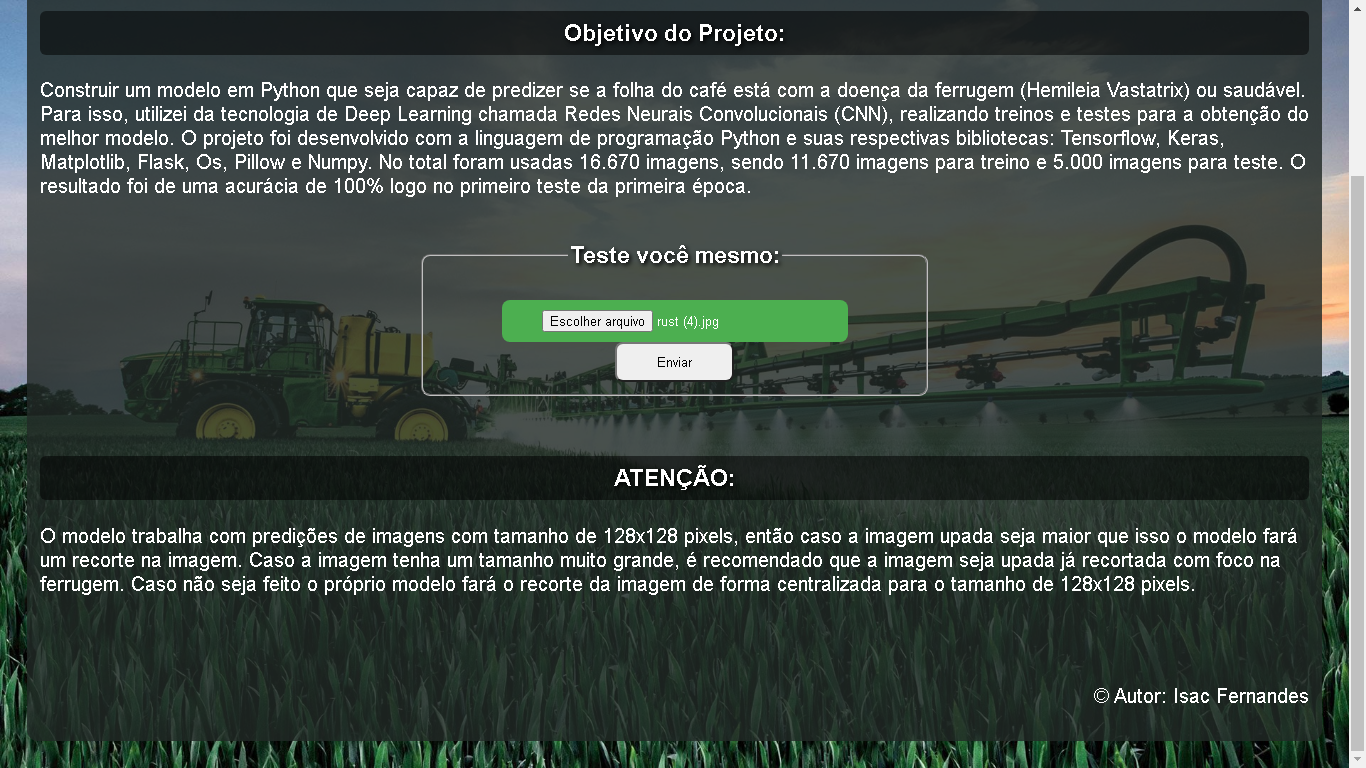 Objetivo do Projeto:
Construir um modelo em Python que seja capaz de predizer se a folha do café está com a doença da ferrugem (Hemileia Vastatrix) ou saudável.
Para isso, utilizei da tecnologia de Deep Learning chamada Redes Neurais Convolucionais (CNN), realizando treinos e testes para a obtenção do
melhor modelo. O projeto foi desenvolvido com a linguagem de programação Python e suas respectivas bibliotecas: Tensorflow, Keras,
Matplotlib, Flask, Os, Pillow e Numpy. No total foram usadas 16.670 imagens, sendo 11.670 imagens para treino e 5.000 imagens para teste. O
resultado foi de uma acurácia de 100% logo no primeiro teste da primeira época.
Teste você mesmo:
Escolher arquivo rust (4).jpg
Enviar
ATENÇÃO:
O modelo trabalha com predições de imagens com tamanho de 128x128 pixels, então caso a imagem upada seja maior que isso o modelo fará
um recorte na imagem. Caso a imagem tenha um tamanho muito grande, é recomendado que a imagem seja upada já recortada com foco na
ferrugem. Caso não seja feito o próprio modelo fará o recorte da imagem de forma centralizada para o tamanho de 128x128 pixels.
© Autor: Isac Fernandes